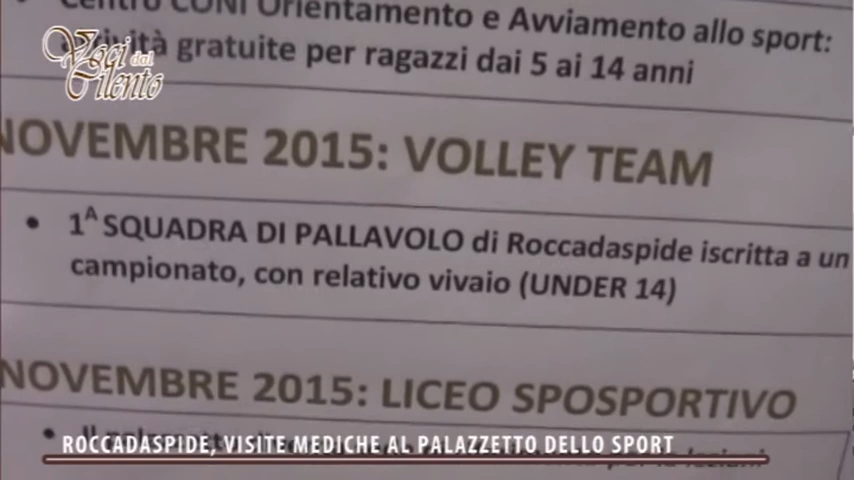 Centro CONI Orientamento e Avviamento allo sport:
attività gratuite per ragazzi dai 5 ai 14 anni
Voci dal
Cilento
NOVEMBRE 2015: VOLLEY TEAM
• 1A SQUADRA DI PALLAVOLO di Roccadaspide iscritta a un
campionato, con relativo vivaio (UNDER 14)
NOVEMBRE 2015: LICEO SPOSPORTIVO
ROCCADASPIDE, VISITE MEDICHE AL PALAZZETTO DELLO SPORT